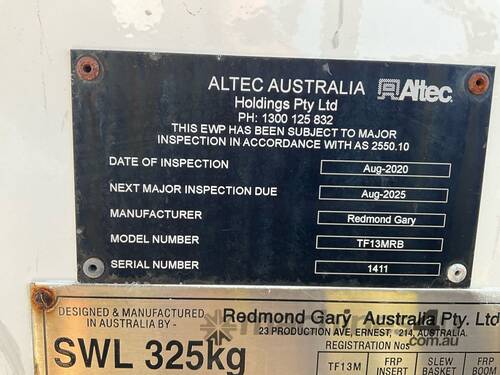 ALTEC AUSTRALIA Altec
Holdings Pty Ltd
PH: 1300 125 832
THIS EWP HAS BEEN SUBJECT TO MAJOR
INSPECTION IN ACCORDANCE WITH AS 2550.10
DATE OF INSPECTION Aug-2020
NEXT MAJOR INSPECTION DUE Aug-2025
MANUFACTURER Redmond Gary
MODEL NUMBER TF13MRB
SERIAL NUMBER 1411
DESIGNED & MANUFACTURED
IN AUSTRALIA BY -
Redmond Gary Australia Pty. Ltd
23 PRODUCTION AVE, ERNEST, 4214, AUSTRALIA.
REGISTRATION Nos
SWL 325kg
TF13M FRP INSERT SLEW BASKET FRP BOOM